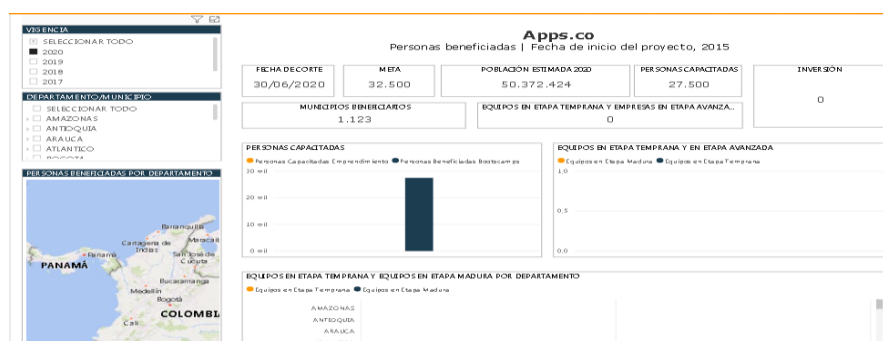 VIGENCIA
SELECCIONAR TODO
2020
2019
2018
2017
DEPARTAMENTO/MUNICIPIO
SELECCIONAR TODO
AMAZONAS
ANTIOQUIA
ARAUCA
ATLANTICO
BOGOTA
PERSONAS BENEFICIADAS POR DEPARTAMENTO
Barranquilla
Cartagena de Indias
Maracaib
Panamá
San José de Cúcuta
PANAMÁ
Bucaramanga
Medellín
Bogotá
COLOMBI
Cali
Apps.co
Personas beneficiadas | Fecha de inicio del proyecto, 2015
FECHA DE CORTE
30/06/2020
META
32.500
POBLACIÓN ESTIMADA 2020
50.372.424
PERSONAS CAPACITADAS
27.500
INVERSIÓN
0
MUNICIPIOS BENEFICIARIOS
1.123
EQUIPOS EN ETAPA TEMPRANA Y EMPRESAS EN ETAPA AVANZA..
0
PERSONAS CAPACITADAS
Personas Capacitadas Emprendimiento Personas Beneficiadas Bootcamps
30 mil
20 mil
10 mil
0 mil
EQUIPOS EN ETAPA TEMPRANA Y EN ETAPA AVANZADA
Equipos en Etapa Madura Equipos en Etapa Temprana
1,0
0,5
0,0
EQUIPOS EN ETAPA TEMPRANA Y EQUIPOS EN ETAPA MADURA POR DEPARTAMENTO
Equipos en Etapa Temprana Equipos en Etapa Madura
AMAZONAS
ANTIOQUIA
ARAUCA